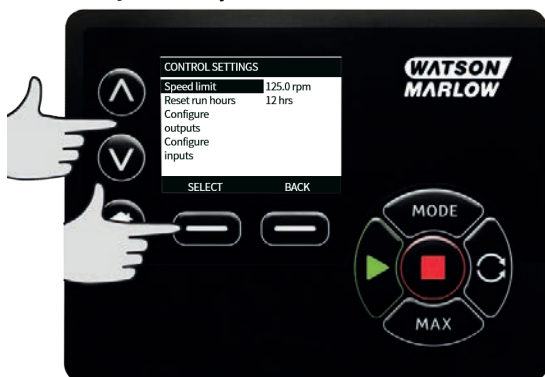 CONTROL SETTINGS
Speed limit 125.0 rpm
Reset run hours 12 hrs
Configure
outputs
Configure
inputs
SELECT BACK
WATSON
MARLOW
MODE
MAX